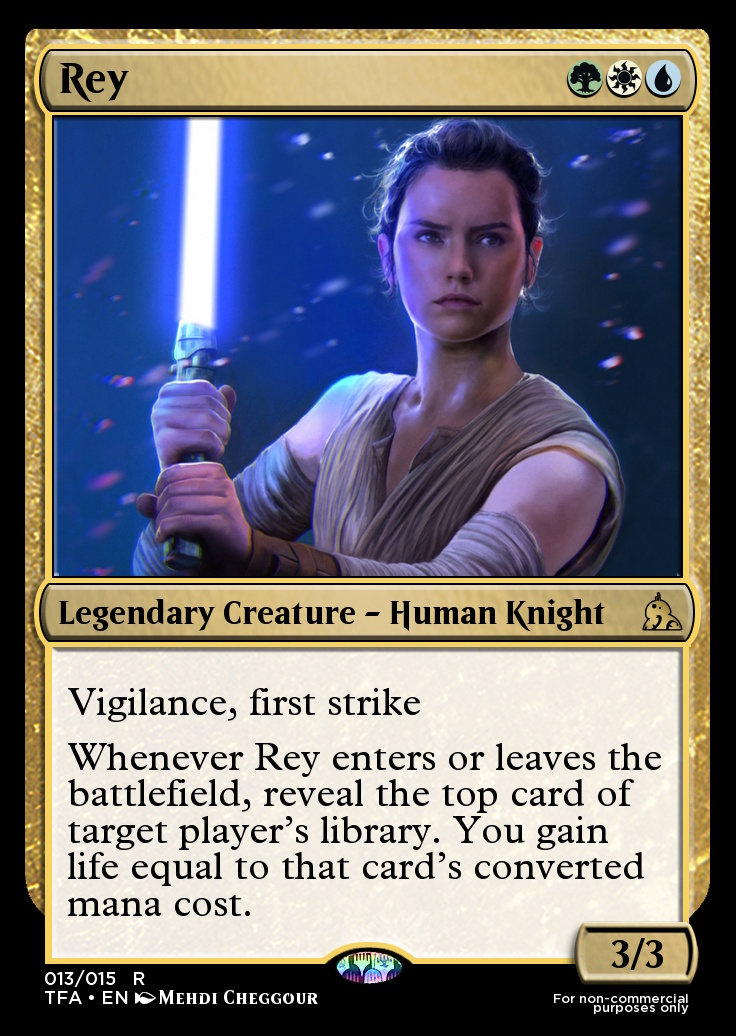 Rey
Legendary Creature – Human Knight
Vigilance, first strike
Whenever Rey enters or leaves the
battlefield, reveal the top card of
target player's library. You gain
life equal to that card's converted
mana cost.
3/3
013/015 R
TFA • EN Mehdi Cheggour
For non-commercial
purposes only